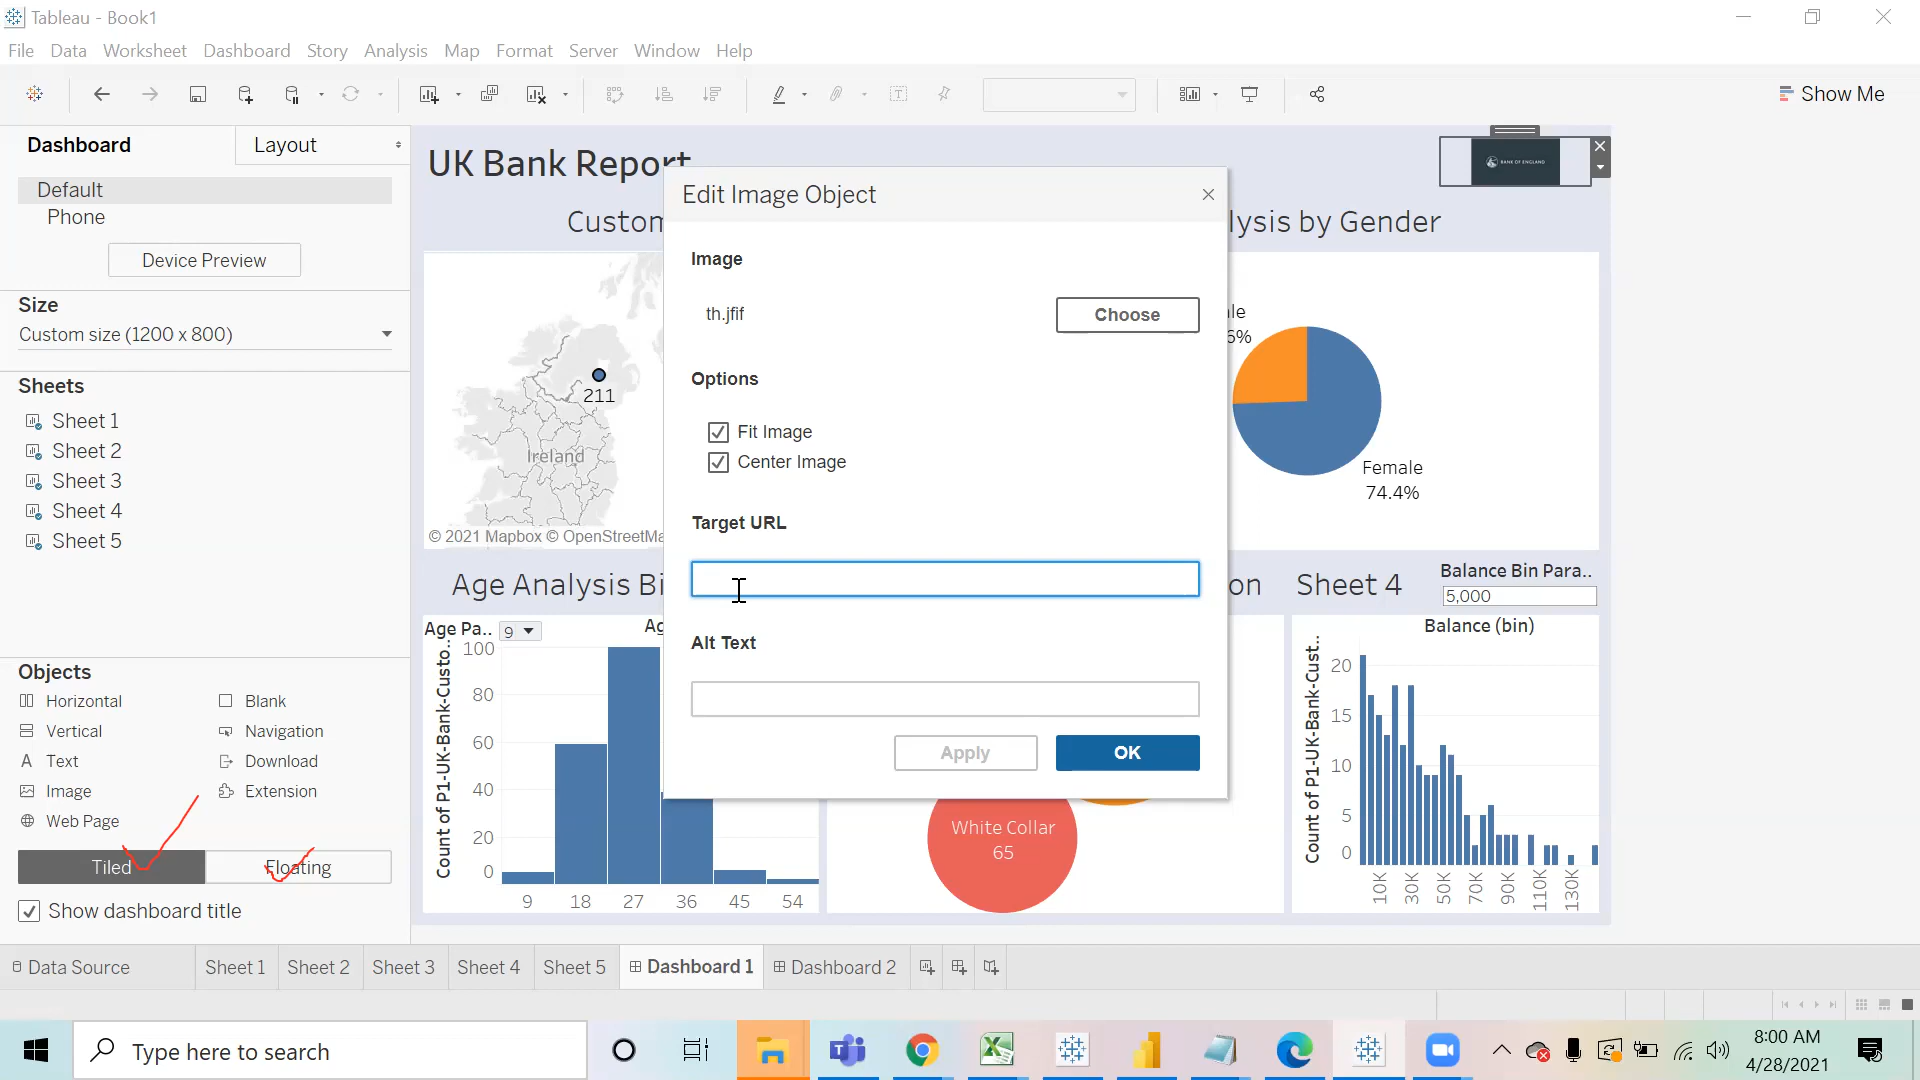 Tableau - Book1
File Data Worksheet Dashboard Story Analysis Map Format Server Window Help
Show Me
Dashboard Layout
Default
Phone
Device Preview
Size
Custom size (1200 x 800)
Sheets
Sheet 1
Sheet 2
Sheet 3
Sheet 4
Sheet 5
Objects
Horizontal Blank
Vertical Navigation
Text Download
Image Extension
Web Page
Tiled Floating
Show dashboard title
UK Bank Report
BANK OF ENGLAND
Custom
lysis by Gender
211
Ireland
© 2021 Mapbox © OpenStreetMa
Edit Image Object
Image
th.jfif Choose
Options
Fit Image
Center Image
Target URL
Alt Text
Apply OK
le
6%
Female
74.4%
Age Analysis Bi
on
Sheet 4
Balance Bin Para..
5,000
Age Pa.. 9
Ag
Count of P1-UK-Bank-Custo..
100
80
60
40
20
0
9 18 27 36 45 54
White Collar
65
Balance (bin)
Count of P1-UK-Bank-Cust..
20
15
10
5
0
10K 30K 50K 70K 90K 110K 130K
Data Source Sheet 1 Sheet 2 Sheet 3 Sheet 4 Sheet 5 Dashboard 1 Dashboard 2
Type here to search
8:00 AM
4/28/2021